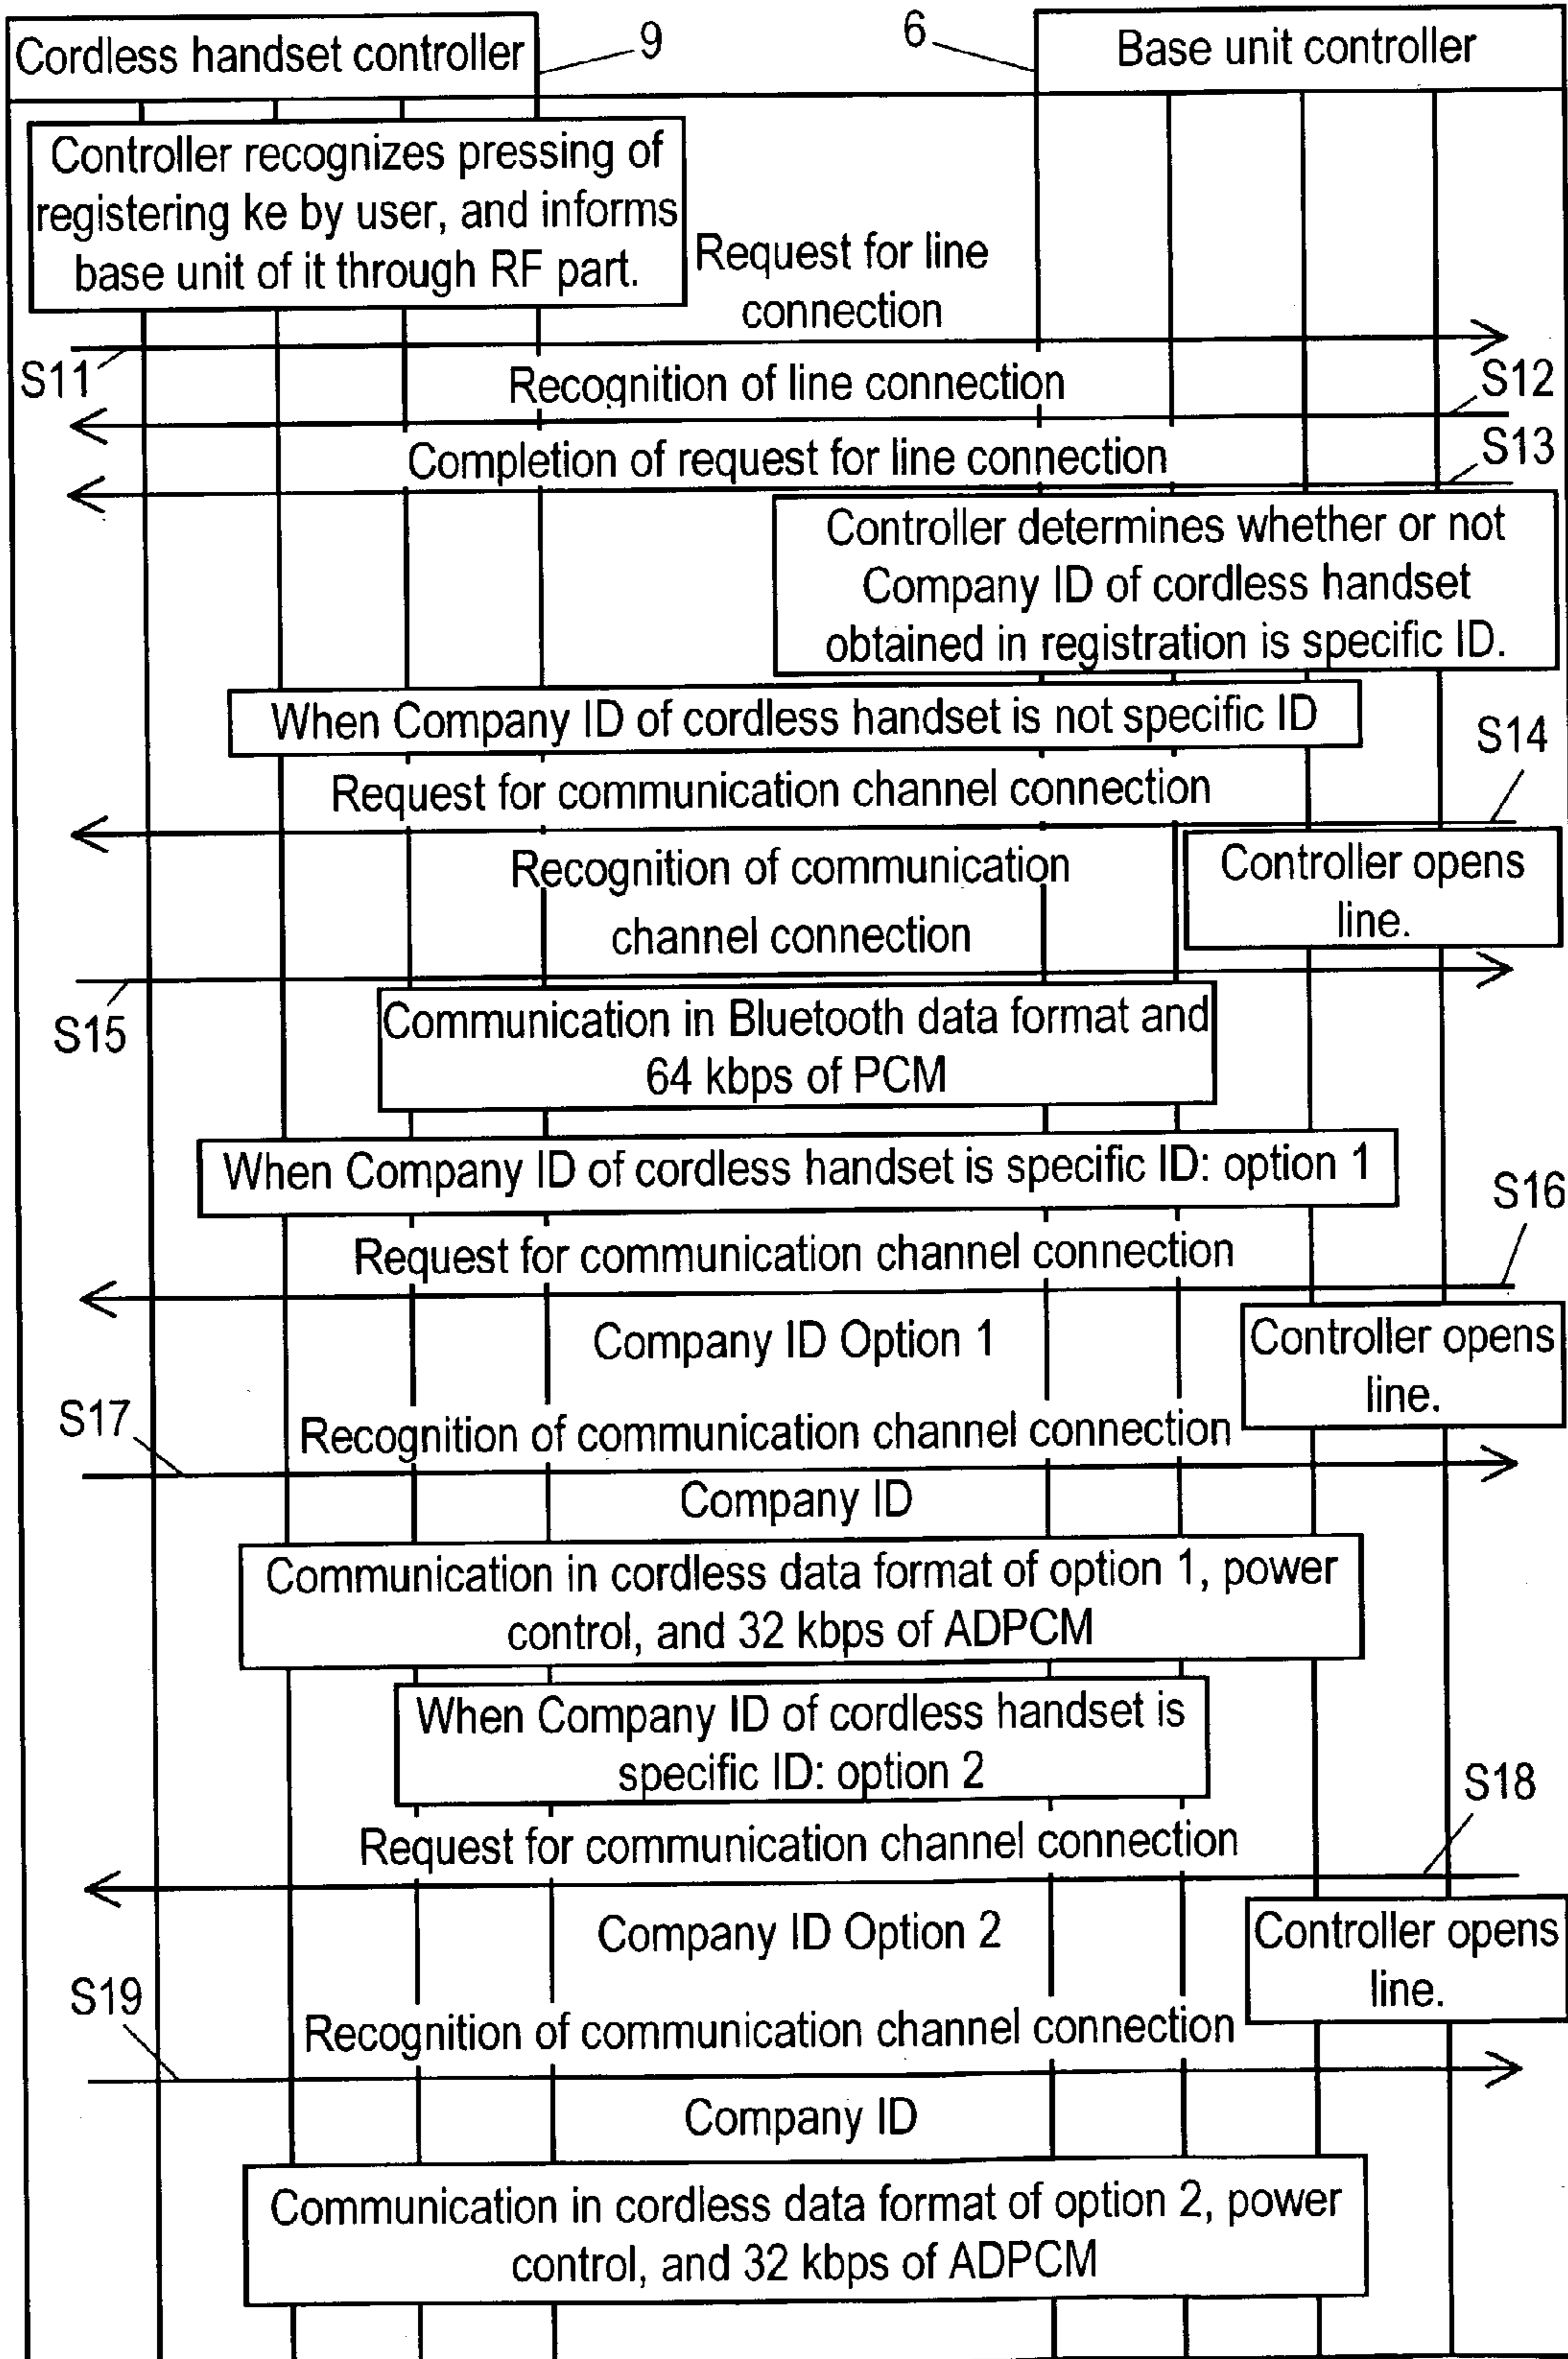 Cordless handset controller
9
6
Base unit controller
Controller recognizes pressing of
registering ke by user, and informs
base unit of it through RF part.
Request for line
connection
S11
Recognition of line connection
S12
Completion of request for line connection
S13
Controller determines whether or not
Company ID of cordless handset
obtained in registration is specific ID.
When Company ID of cordless handset is not specific ID
S14
Request for communication channel connection
Controller opens
line.
Recognition of communication
channel connection
S15
Communication in Bluetooth data format and
64 kbps of PCM
When Company ID of cordless handset is specific ID: option 1
S16
Request for communication channel connection
Company ID Option 1
Controller opens
line.
S17
Recognition of communication channel connection
Company ID
Communication in cordless data format of option 1, power
control, and 32 kbps of ADPCM
When Company ID of cordless handset is
specific ID: option 2
S18
Request for communication channel connection
Company ID Option 2
Controller opens
line.
S19
Recognition of communication channel connection
Company ID
Communication in cordless data format of option 2, power
control, and 32 kbps of ADPCM